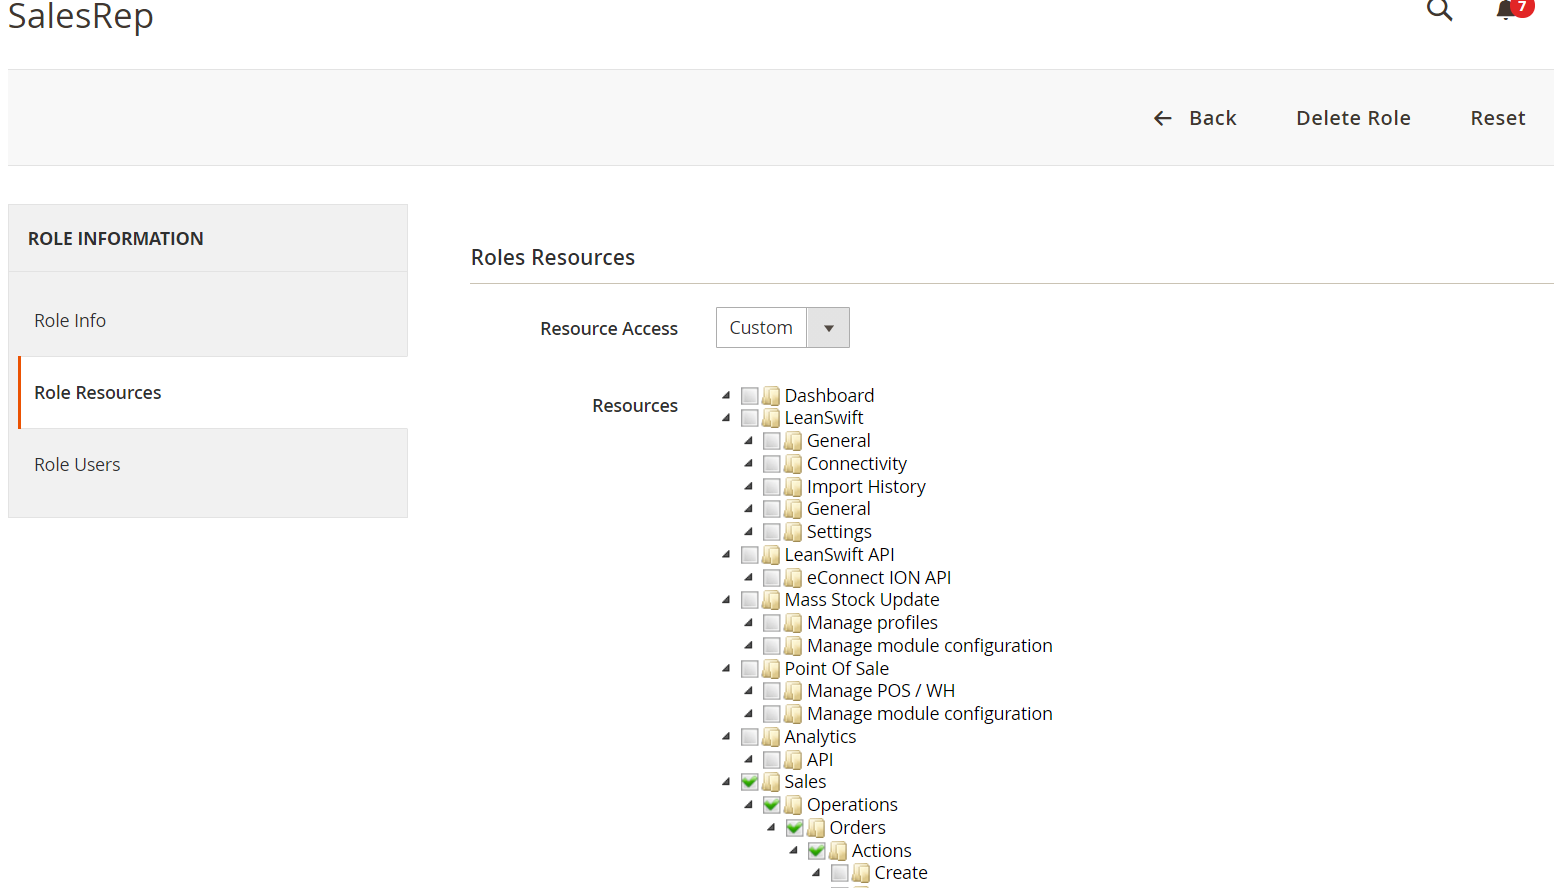 SalesRep
7
Back
Delete Role
Reset
ROLE INFORMATION
Role Info
Role Resources
Role Users
Roles Resources
Resource Access
Custom
Resources
Dashboard
LeanSwift
General
Connectivity
Import History
General
Settings
LeanSwift API
eConnect ION API
Mass Stock Update
Manage profiles
Manage module configuration
Point Of Sale
Manage POS / WH
Manage module configuration
Analytics
API
Sales
Operations
Orders
Actions
Create